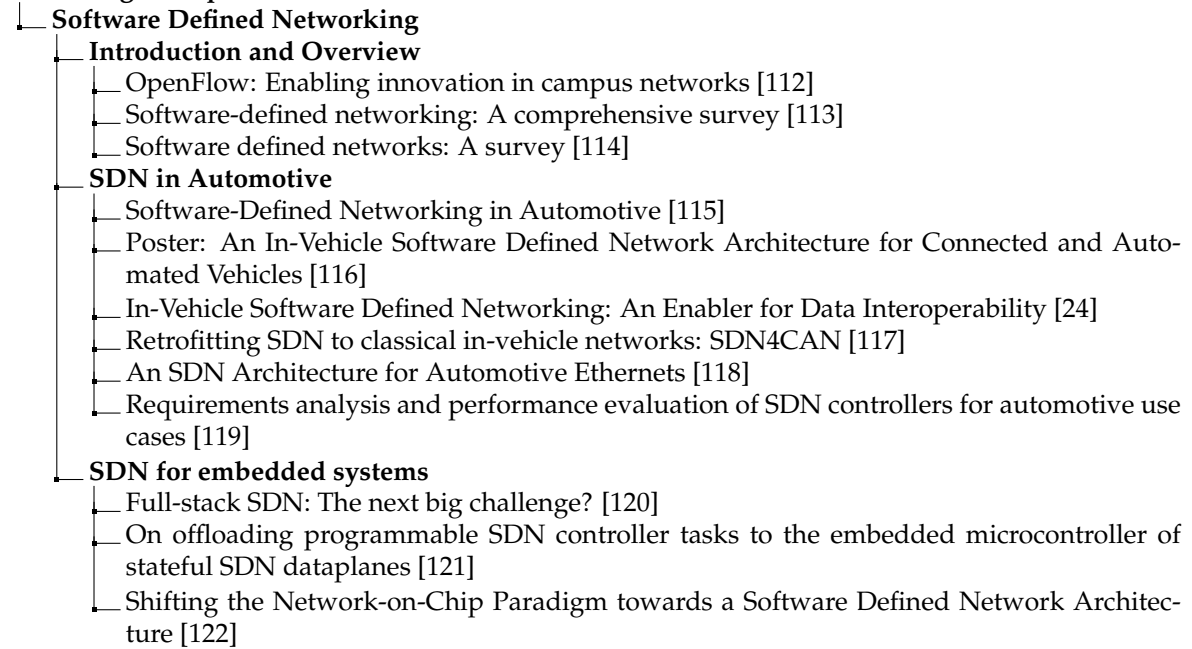 Software Defined Networking
Introduction and Overview
OpenFlow: Enabling innovation in campus networks [112]
Software-defined networking: A comprehensive survey [113]
Software defined networks: A survey [114]
SDN in Automotive
Software-Defined Networking in Automotive [115]
Poster: An In-Vehicle Software Defined Network Architecture for Connected and Auto-
mated Vehicles [116]
In-Vehicle Software Defined Networking: An Enabler for Data Interoperability [24]
Retrofitting SDN to classical in-vehicle networks: SDN4CAN [117]
An SDN Architecture for Automotive Ethernets [118]
Requirements analysis and performance evaluation of SDN controllers for automotive use
cases [119]
SDN for embedded systems
Full-stack SDN: The next big challenge? [120]
On offloading programmable SDN controller tasks to the embedded microcontroller of
stateful SDN dataplanes [121]
Shifting the Network-on-Chip Paradigm towards a Software Defined Network Architec-
ture [122]